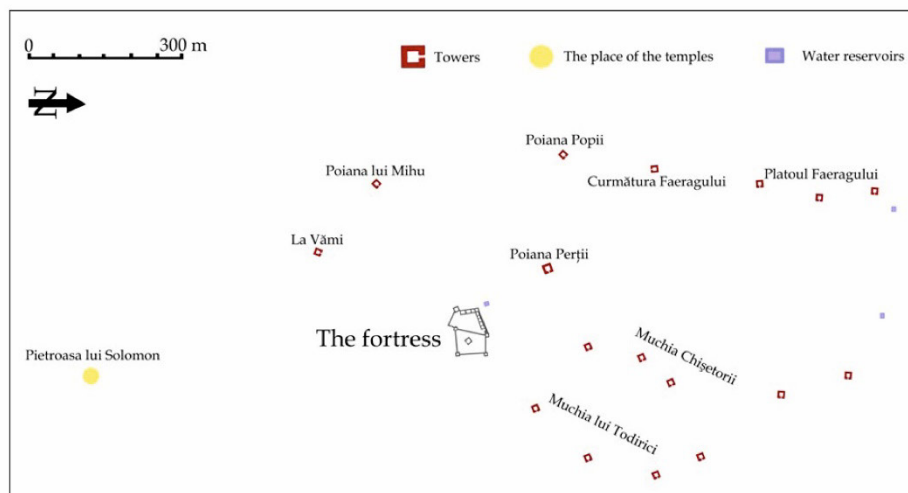 0 300 m
Towers
The place of the temples
Water reservoirs
N
Poiana Popii
Poiana lui Mihu
Curmătura Faeragului
Platoul Faeragului
La Vămi
Poiana Perții
The fortress
Muchia Chișetorii
Pietroasa lui Solomon
Muchia lui Todirici